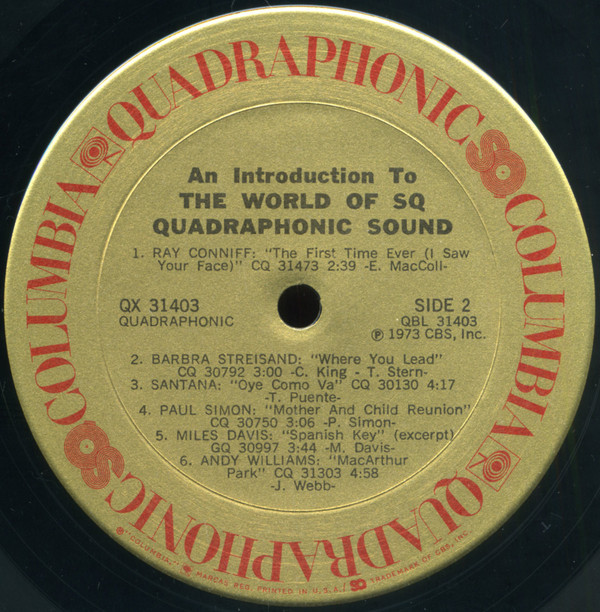 COLUMBIA QUADRAPHONIC SQ COLUMBIA QUADRAPHONIC SQ
An Introduction To
THE WORLD OF SQ
QUADRAPHONIC SOUND
1. RAY CONNIFF: "The First Time Ever (I Saw
Your Face)" CQ 31473 2:39 -E. MacColl-
QX 31403
QUADRAPHONIC
SIDE 2
QBL 31403
℗ 1973 CBS, Inc.
2. BARBRA STREISAND: "Where You Lead"
CQ 30792 3:00 -C. King - T. Stern-
3. SANTANA: "Oye Como Va" CQ 30130 4:17
-T. Puente-
4. PAUL SIMON: "Mother And Child Reunion"
CQ 30750 3:06 -P. Simon-
5. MILES DAVIS: "Spanish Key" (excerpt)
GQ 30997 3:44 -M. Davis-
6. ANDY WILLIAMS: "MacArthur
Park" CQ 31303 4:58
-J. Webb-
"COLUMBIA," MARCAS REG. PRINTED IN U.S.A./ SQ TRADEMARK OF CBS, INC.